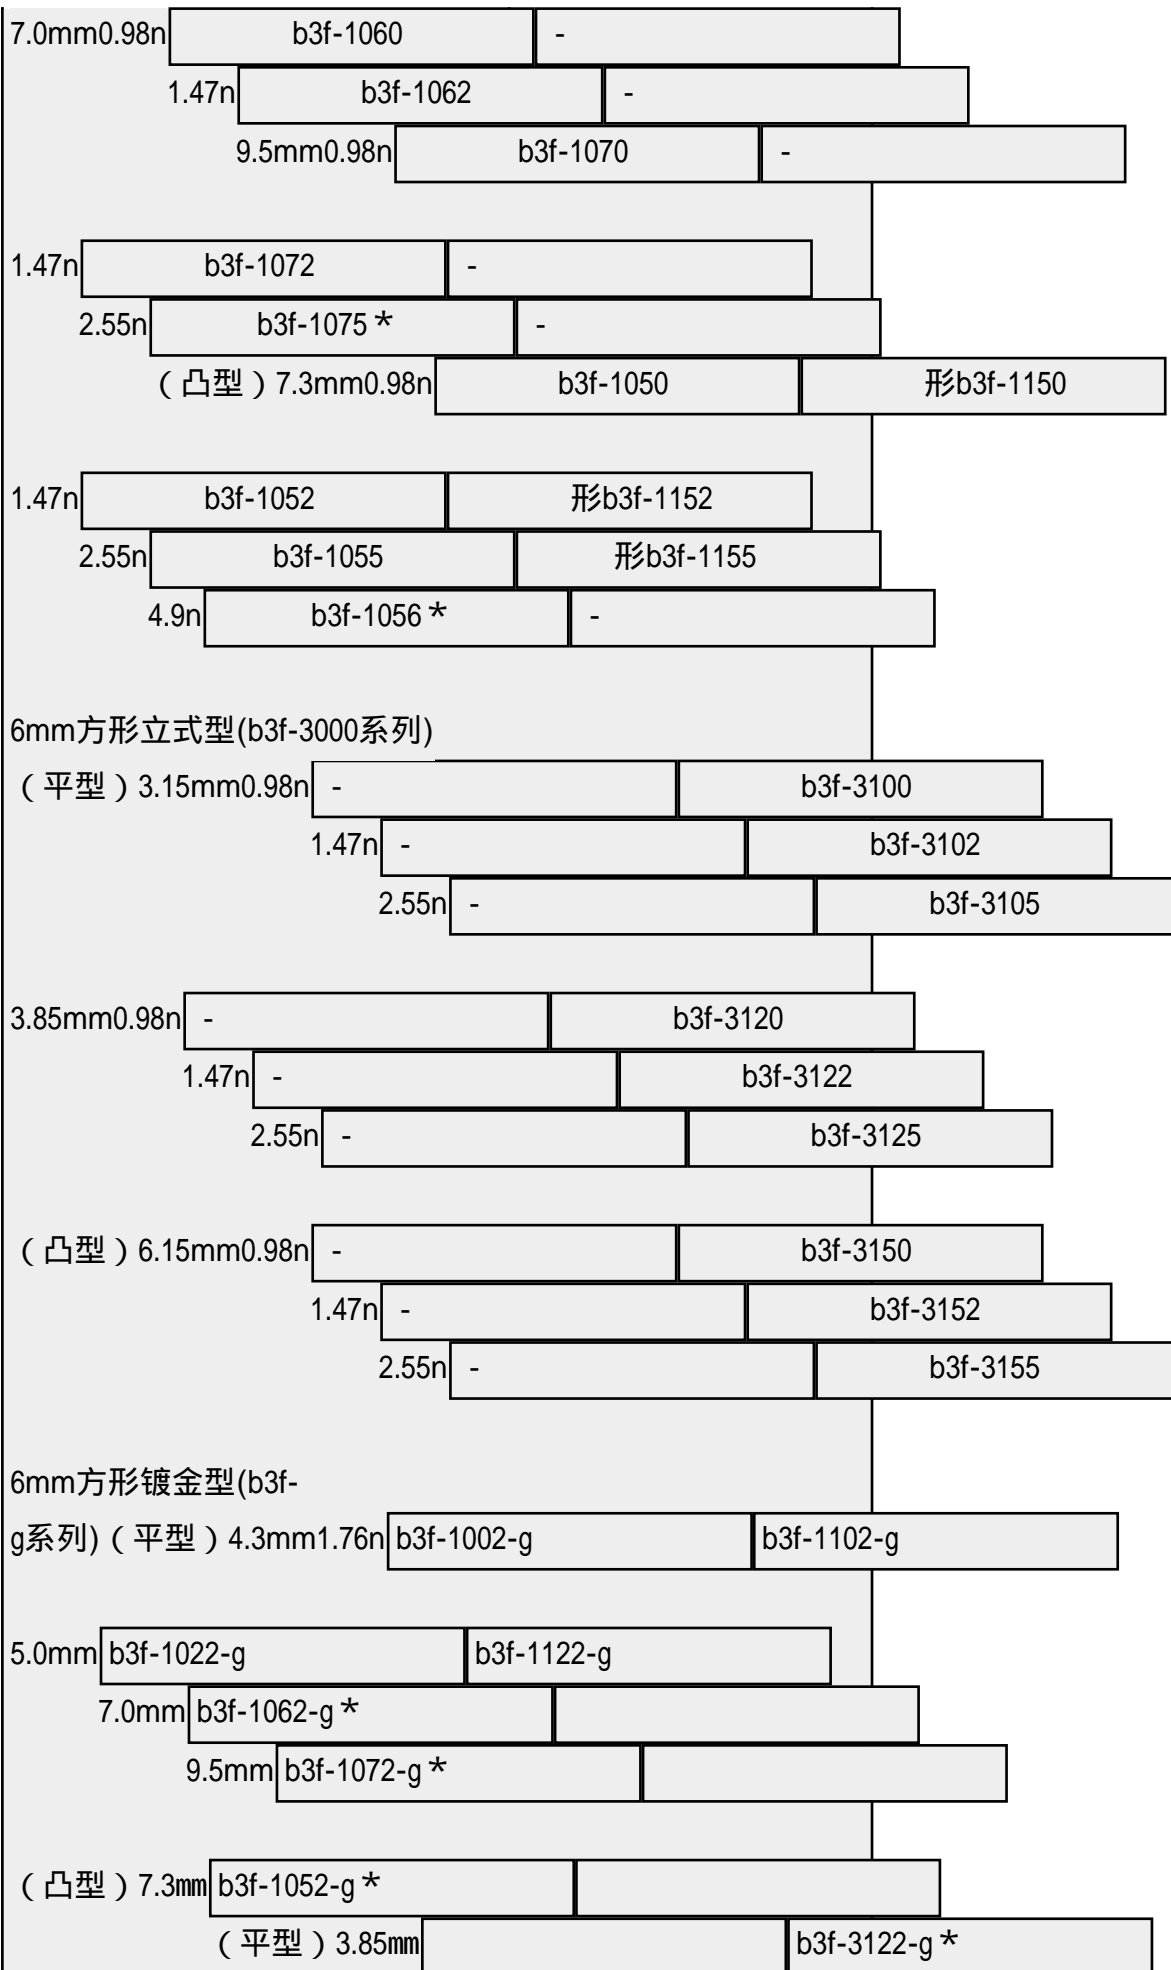 7.0mm0.98n b3f-1060 -
1.47n b3f-1062 -
9.5mm0.98n b3f-1070 -
1.47n b3f-1072 -
2.55n b3f-1075＊ -
（凸型）7.3mm0.98n b3f-1050 形b3f-1150
1.47n b3f-1052 形b3f-1152
2.55n b3f-1055 形b3f-1155
4.9n b3f-1056＊ -
6mm方形立式型(b3f-3000系列)
（平型）3.15mm0.98n - b3f-3100
1.47n - b3f-3102
2.55n - b3f-3105
3.85mm0.98n - b3f-3120
1.47n - b3f-3122
2.55n - b3f-3125
（凸型）6.15mm0.98n - b3f-3150
1.47n - b3f-3152
2.55n - b3f-3155
6mm方形镀金型(b3f-
g系列)（平型）4.3mm1.76n b3f-1002-g b3f-1102-g
5.0mm b3f-1022-g b3f-1122-g
7.0mm b3f-1062-g＊
9.5mm b3f-1072-g＊
（凸型）7.3㎜ b3f-1052-g＊
（平型）3.85㎜ b3f-3122-g＊